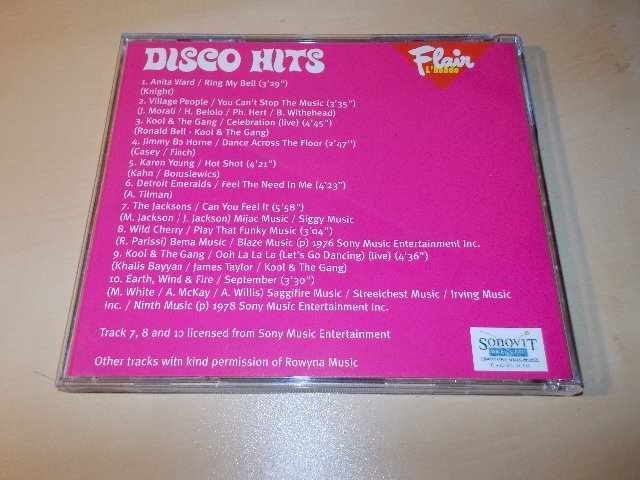 DISCO HITS
Flair
L'HEBDO
1. Anita Ward / Ring My Bell (3'29")
(Knight)
2. Village People / You Can't Stop The Music (3'35")
(J. Morali / H. Belolo / Ph. Hert / B. Withehead)
3. Kool & The Gang / Celebration (live) (4'45")
(Ronald Bell - Kool & The Gang)
4. Jimmy Bo Horne / Dance Across The Floor (2'47")
(Casey / Finch)
5. Karen Young / Hot Shot (4'21")
(Kahn / Boruslewics)
6. Detroit Emeralds / Feel The Need In Me (4'23")
(A. Tilman)
7. The Jacksons / Can You Feel It (5'58")
(M. Jackson / J. Jackson) Mijac Music / Siggy Music
8. Wild Cherry / Play That Funky Music (3'04")
(R. Parissi) Bema Music / Blaze Music (p) 1976 Sony Music Entertainment Inc.
9. Kool & The Gang / Ooh La La La (Let's Go Dancing) (live) (4'36")
(Khalis Bayyan / James Taylor / Kool & The Gang)
10. Earth, Wind & Fire / September (3'30")
(M. White / A. McKay / A. Willis) Saggifire Music / Streelchest Music / Irving Music
Inc. / Ninth Music (p) 1978 Sony Music Entertainment Inc.
Track 7, 8 and 10 licensed from Sony Music Entertainment
Other tracks with kind permission of Rowyna Music
SONOVIT